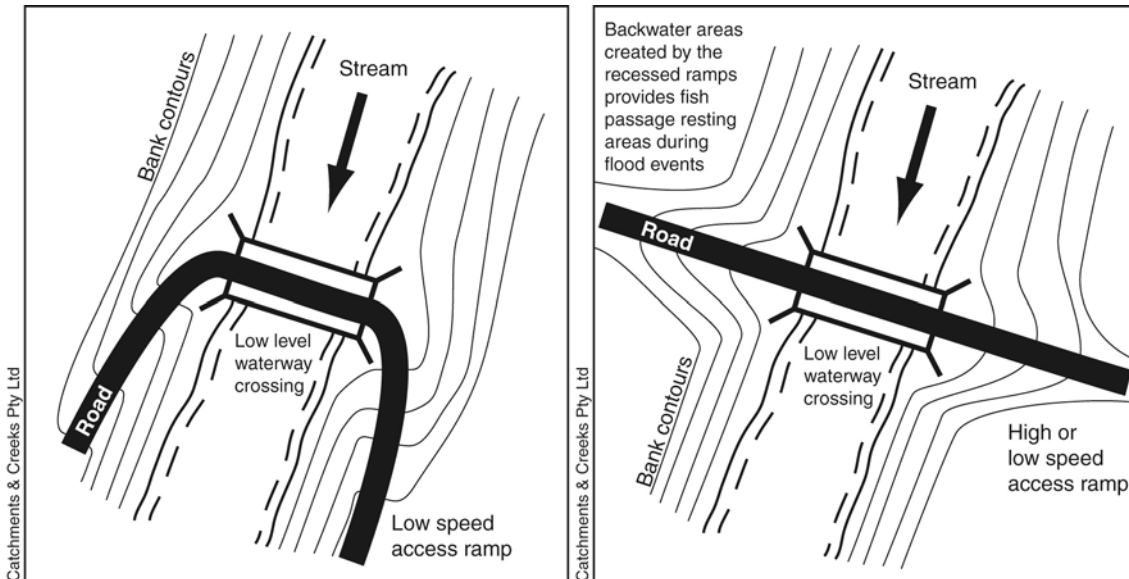 Stream
Bank contours
Road
Low level
waterway
crossing
Low speed
access ramp
Catchments & Creeks Pty Ltd
Backwater areas
created by the
recessed ramps
provides fish
passage resting
areas during
flood events
Stream
Road
Low level
waterway
crossing
Bank contours
High or
low speed
access ramp
Catchments & Creeks Pty Ltd